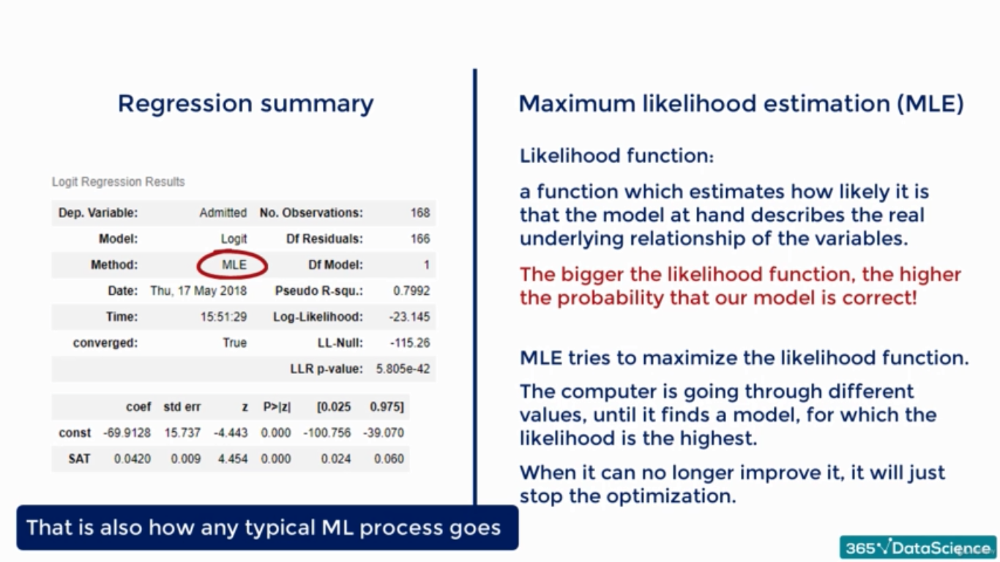 Regression summary
Logit Regression Results
Dep. Variable: Admitted No. Observations: 168
Model: Logit Df Residuals: 166
Method: MLE Df Model: 1
Date: Thu, 17 May 2018 Pseudo R-squ.: 0.7992
Time: 15:51:29 Log-Likelihood: -23.145
converged: True LL-Null: -115.26
LLR p-value: 5.805e-42
coef std err z P>|z| [0.025 0.975]
const -69.9128 15.737 -4.443 0.000 -100.756 -39.070
SAT 0.0420 0.009 4.454 0.000 0.024 0.060
That is also how any typical ML process goes
Maximum likelihood estimation (MLE)
Likelihood function:
a function which estimates how likely it is
that the model at hand describes the real
underlying relationship of the variables.
The bigger the likelihood function, the higher
the probability that our model is correct!
MLE tries to maximize the likelihood function.
The computer is going through different
values, until it finds a model, for which the
likelihood is the highest.
When it can no longer improve it, it will just
stop the optimization.
365 DataScience